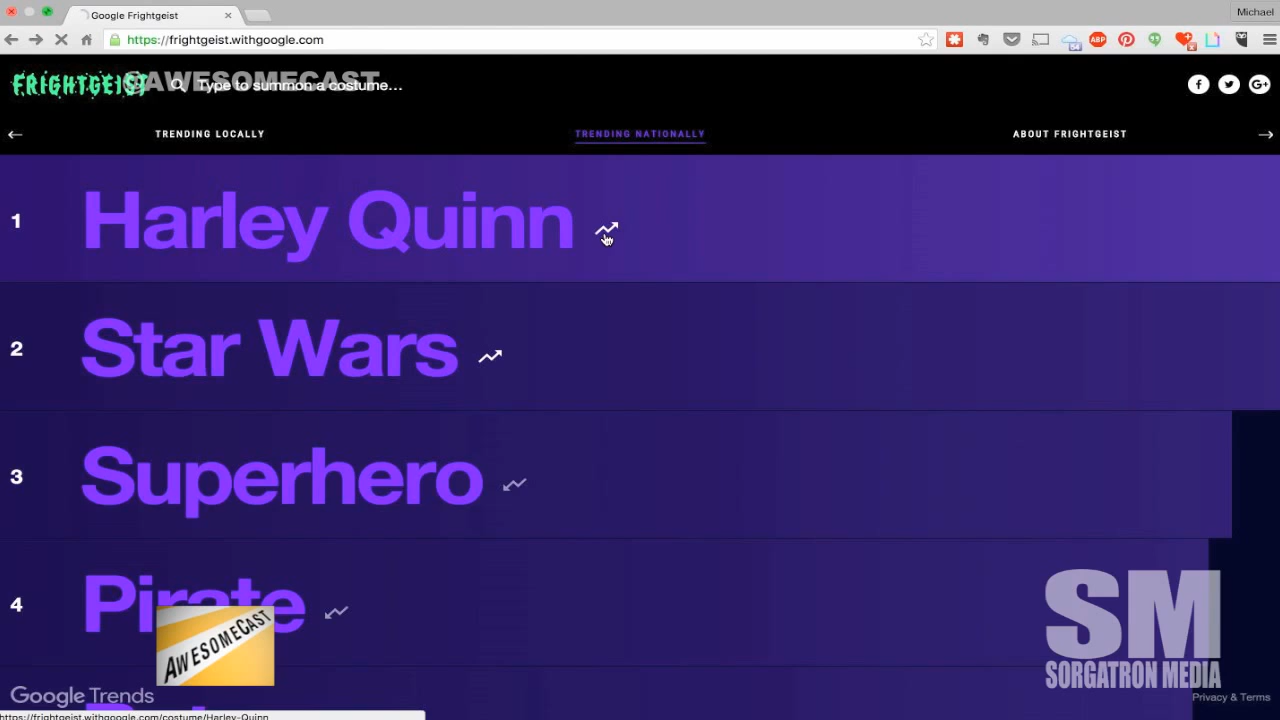 Google Frightgeist
Michael
https://frightgeist.withgoogle.com
ABP
FRIGHTGEIST
@AWESOMECAST
Type to summon a costume...
TRENDING LOCALLY
TRENDING NATIONALLY
ABOUT FRIGHTGEIST
1
Harley Quinn
2
Star Wars
3
Superhero
4
Pirate
AWESOMECAST
SM
SORGATRON MEDIA
Google Trends
Privacy & Terms
https://frightgeist.withgoogle.com/costume/Harley-Quinn